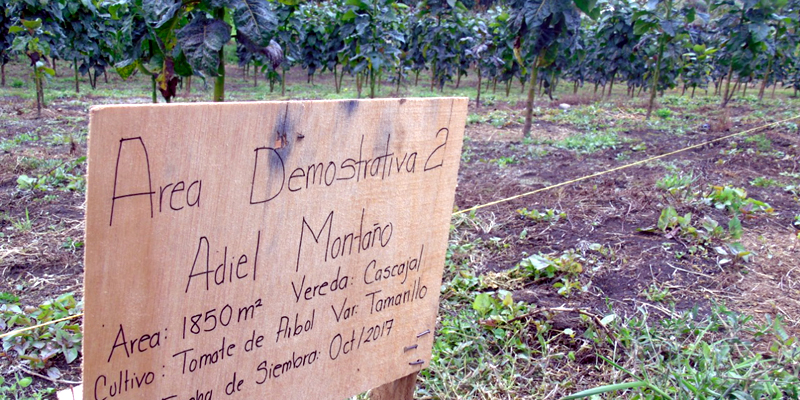 Area Demostrativa 2
Adiel Montaño
Area: 1850 m² Vereda: Cascajal
Cultivo: Tomate de Arbol Var: Tamarillo
Fecha de Siembra: Oct/2017